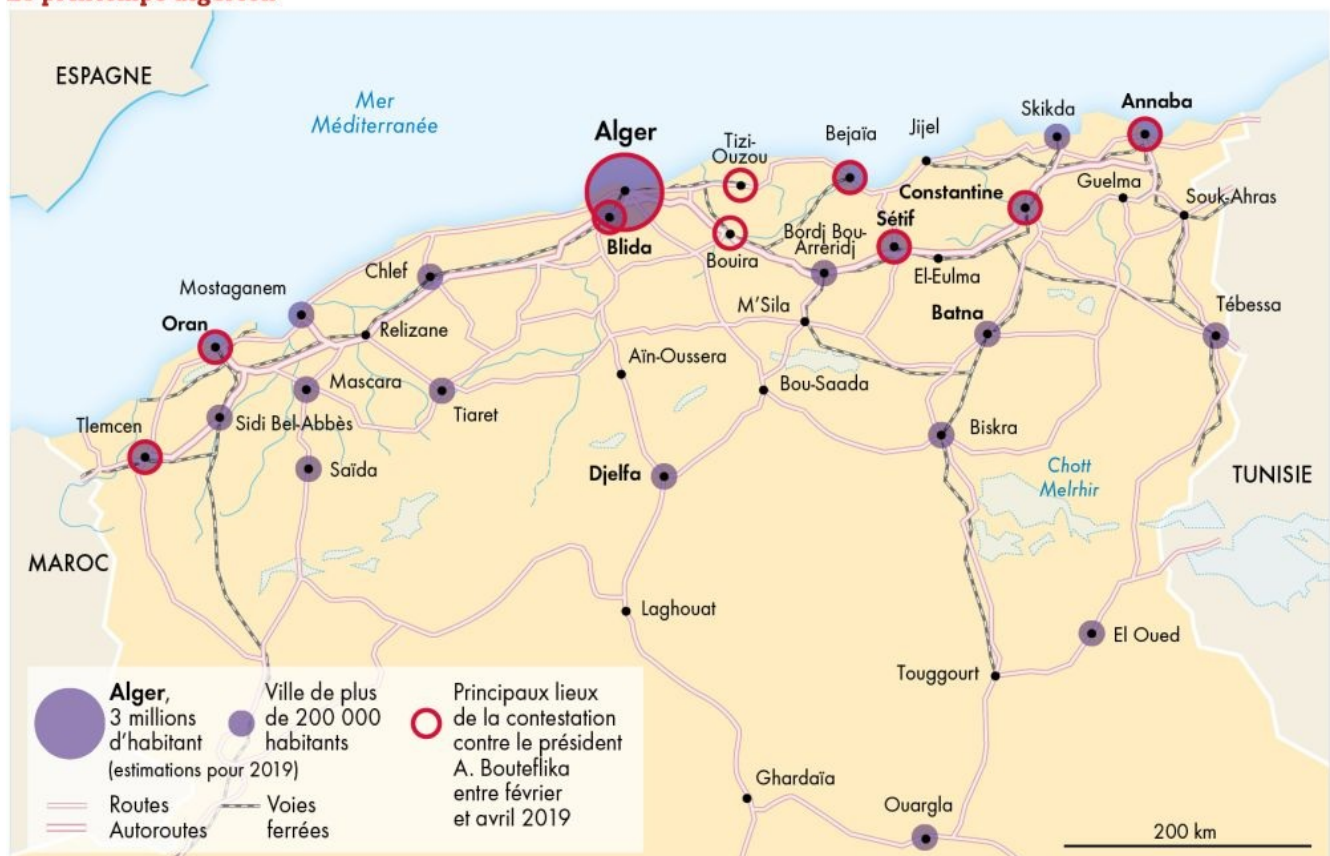 ESPAGNE
Mer
Méditerranée
Alger
Tizi-
Ouzou
Bejaïa
Jijel
Skikda
Annaba
Constantine
Guelma
Souk-Ahras
Sétif
Blida
Bouira
Bordj Bou-
Arréridj
El-Eulma
Chlef
Mostaganem
Oran
Relizane
M'Sila
Batna
Tébessa
Aïn-Oussera
Bou-Saada
Mascara
Tiaret
Tlemcen
Sidi Bel-Abbès
Biskra
Saïda
Djelfa
Chott
Melrhir
TUNISIE
MAROC
Laghouat
El Oued
Touggourt
Ghardaïa
Ouargla
Alger,
3 millions
d'habitant
(estimations pour 2019)
Ville de plus
de 200 000
habitants
Principaux lieux
de la contestation
contre le président
A. Bouteflika
entre février
et avril 2019
Routes
Autoroutes
Voies
ferrées
200 km